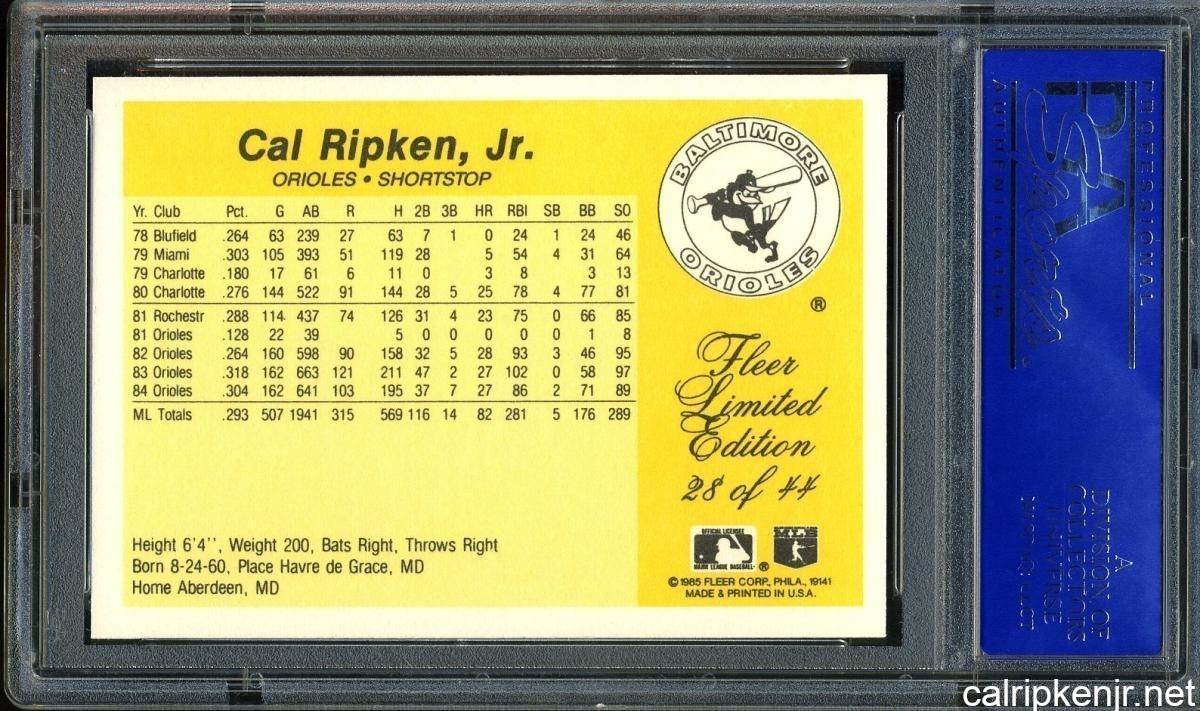 Cal Ripken, Jr.
ORIOLES • SHORTSTOP
Yr. Club Pct. G AB R H 2B 3B HR RBI SB BB SO
78 Blufield .264 63 239 27 63 7 1 0 24 1 24 46
79 Miami .303 105 393 51 119 28 5 54 4 31 64
79 Charlotte .180 17 61 6 11 0 3 8 3 13
80 Charlotte .276 144 522 91 144 28 5 25 78 4 77 81
81 Rochestr .288 114 437 74 126 31 4 23 75 0 66 85
81 Orioles .128 22 39 5 0 0 0 0 0 1 8
82 Orioles .264 160 598 90 158 32 5 28 93 3 46 95
83 Orioles .318 162 663 121 211 47 2 27 102 0 58 97
84 Orioles .304 162 641 103 195 37 7 27 86 2 71 89
ML Totals .293 507 1941 315 569 116 14 82 281 5 176 289
Height 6'4'', Weight 200, Bats Right, Throws Right
Born 8-24-60, Place Havre de Grace, MD
Home Aberdeen, MD
BALTIMORE
ORIOLES
®
Fleer
Limited
Edition
28 of 44
OFFICIAL LICENSEE
MAJOR LEAGUE BASEBALL
®
© 1985 FLEER CORP., PHILA., 19141
MADE & PRINTED IN U.S.A.
PROFESSIONAL
PSA
AUTHENTICATOR
A
DIVISION OF
COLLECTORS
UNIVERSE
calripkenjr.net